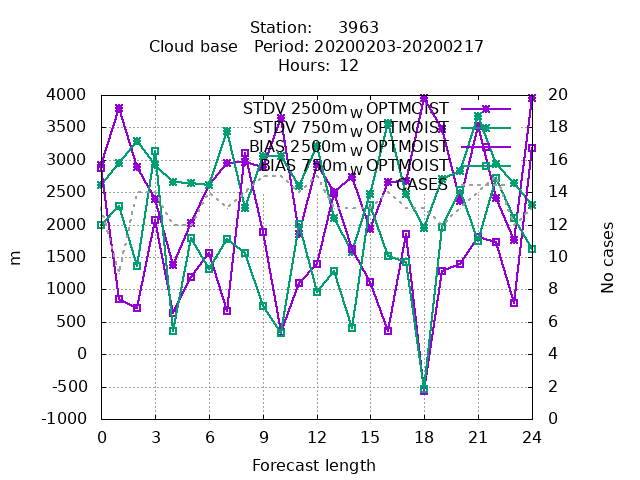 Station: 3963
Cloud base Period: 20200203-20200217
Hours: 12
STDV 2500m_W OPTMOIST
STDV 750m_W OPTMOIST
BIAS 2500m_W OPTMOIST
BIAS 750m_W OPTMOIST
CASES
4000
3500
3000
2500
2000
1500
1000
500
0
-500
-1000
m
20
18
16
14
12
10
8
6
4
2
0
No cases
0 3 6 9 12 15 18 21 24
Forecast length